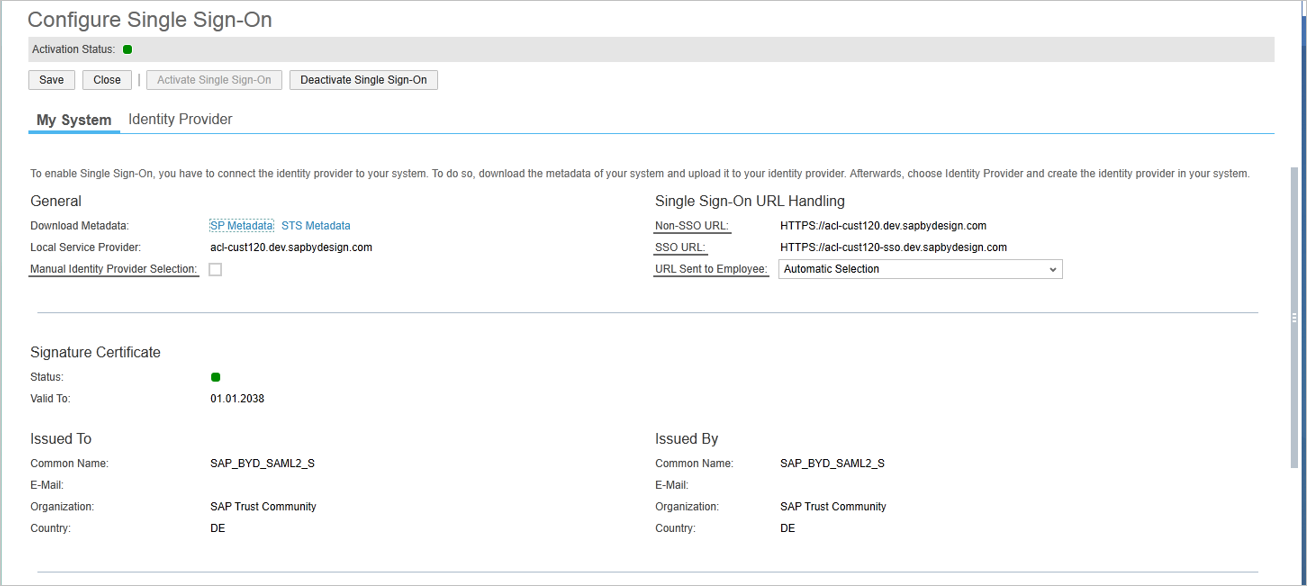 Configure Single Sign-On
Activation Status:
Save Close | Activate Single Sign-On Deactivate Single Sign-On
My System Identity Provider
To enable Single Sign-On, you have to connect the identity provider to your system. To do so, download the metadata of your system and upload it to your identity provider. Afterwards, choose Identity Provider and create the identity provider in your system.
General
Download Metadata: SP Metadata STS Metadata
Local Service Provider: acl-cust120.dev.sapbydesign.com
Manual Identity Provider Selection:
Single Sign-On URL Handling
Non-SSO URL: HTTPS://acl-cust120.dev.sapbydesign.com
SSO URL: HTTPS://acl-cust120-sso.dev.sapbydesign.com
URL Sent to Employee: Automatic Selection
Signature Certificate
Status:
Valid To: 01.01.2038
Issued To
Common Name: SAP_BYD_SAML2_S
E-Mail:
Organization: SAP Trust Community
Country: DE
Issued By
Common Name: SAP_BYD_SAML2_S
E-Mail:
Organization: SAP Trust Community
Country: DE